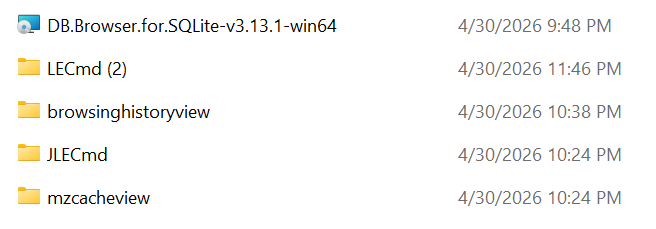 DB.Browser.for.SQLite-v3.13.1-win64 4/30/2026 9:48 PM
LECmd (2) 4/30/2026 11:46 PM
browsinghistoryview 4/30/2026 10:38 PM
JLECmd 4/30/2026 10:24 PM
mzcacheview 4/30/2026 10:24 PM